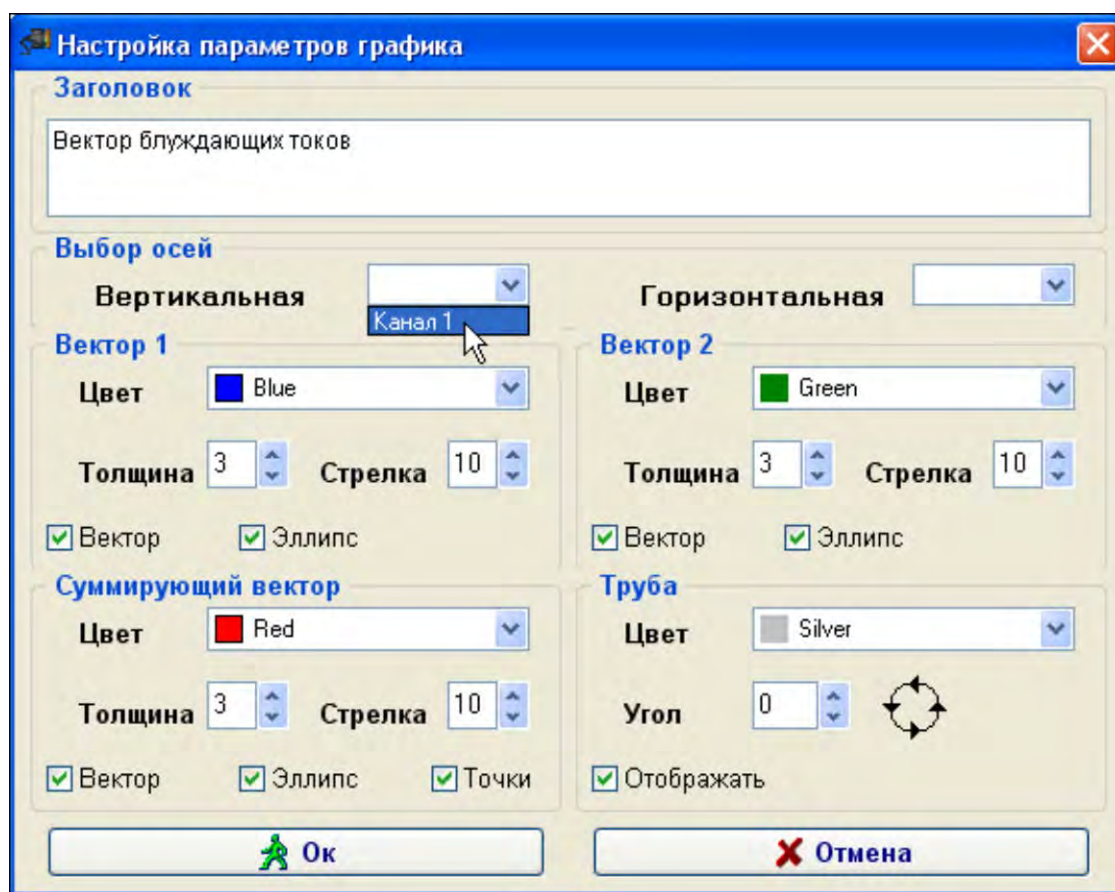 Настройка параметров графика
Заголовок
Вектор блуждающих токов
Выбор осей
Вертикальная Горизонтальная
Канал 1
Вектор 1 Вектор 2
Цвет Blue Цвет Green
Толщина 3 Стрелка 10 Толщина 3 Стрелка 10
Вектор Эллипс Вектор Эллипс
Суммирующий вектор Труба
Цвет Red Цвет Silver
Толщина 3 Стрелка 10 Угол 0
Вектор Эллипс Точки Отображать
Ок Отмена